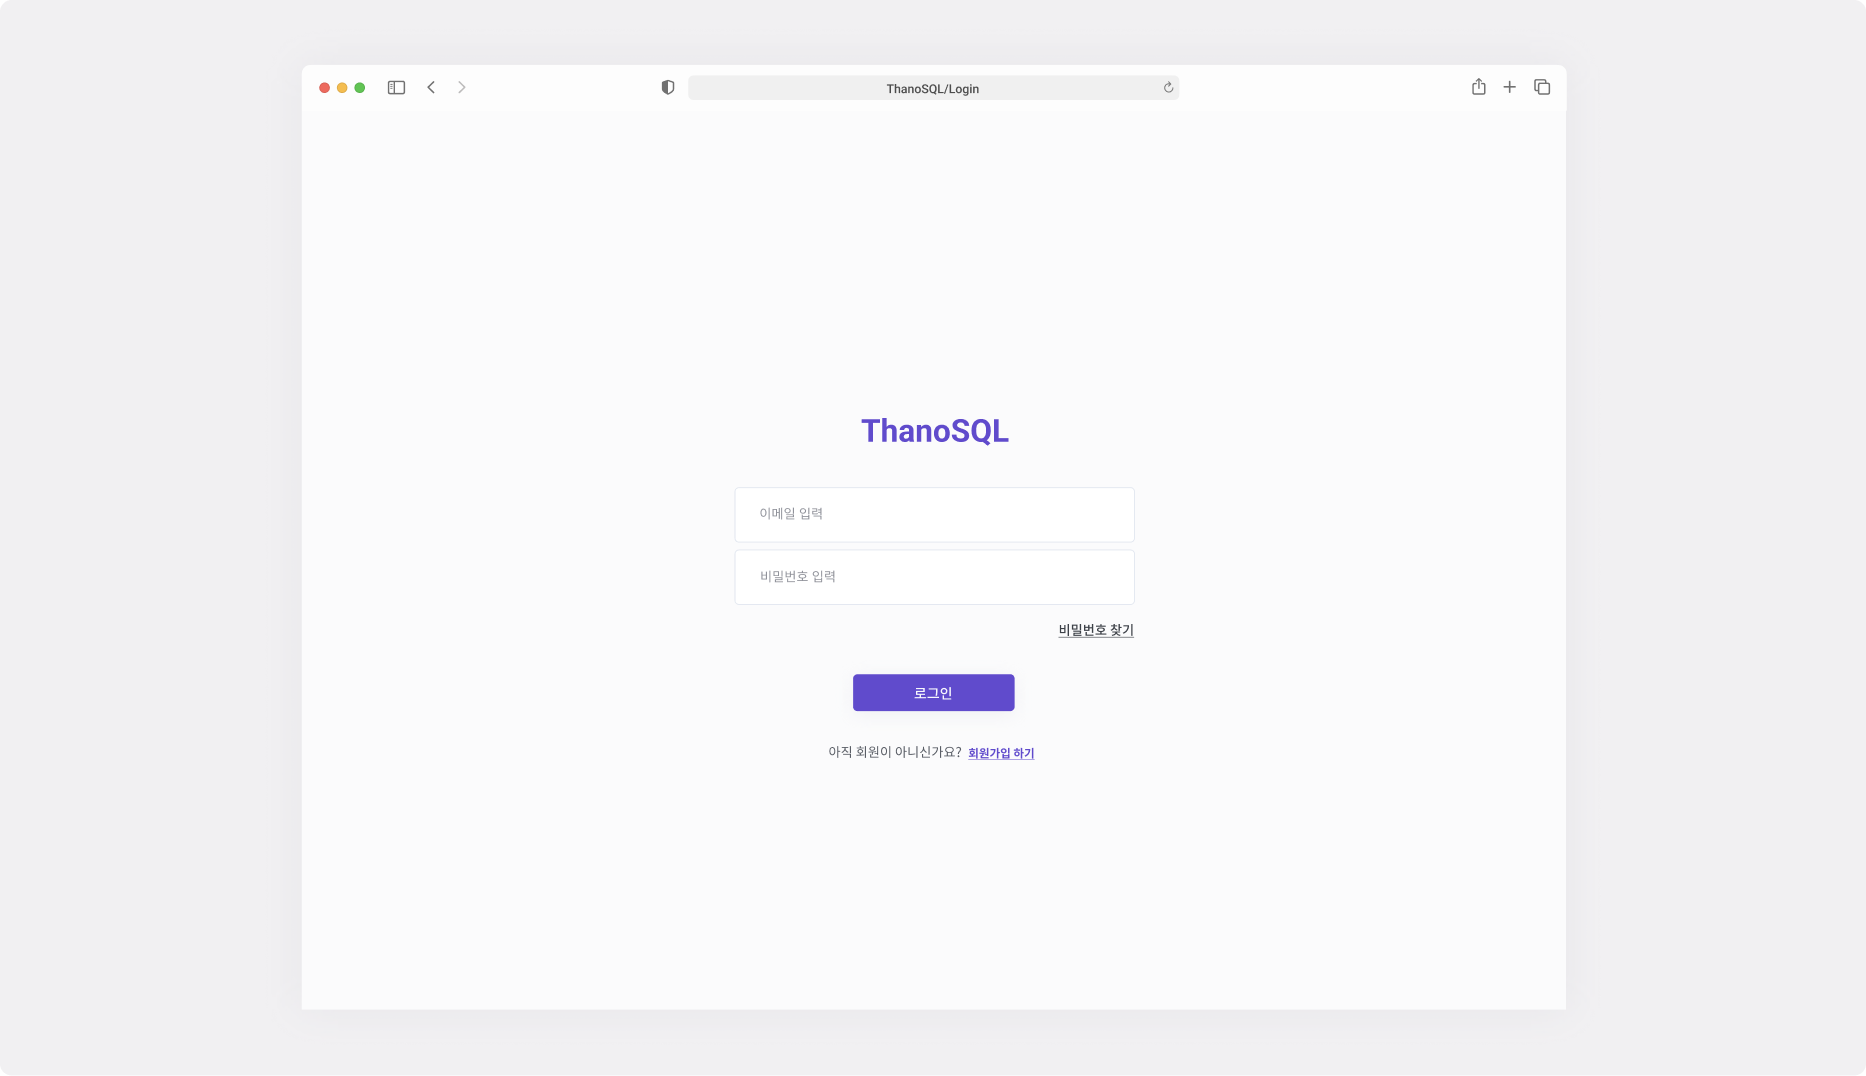 ThanoSQL/Login
ThanoSQL
이메일 입력
비밀번호 입력
비밀번호 찾기
로그인
아직 회원이 아니신가요? 회원가입 하기